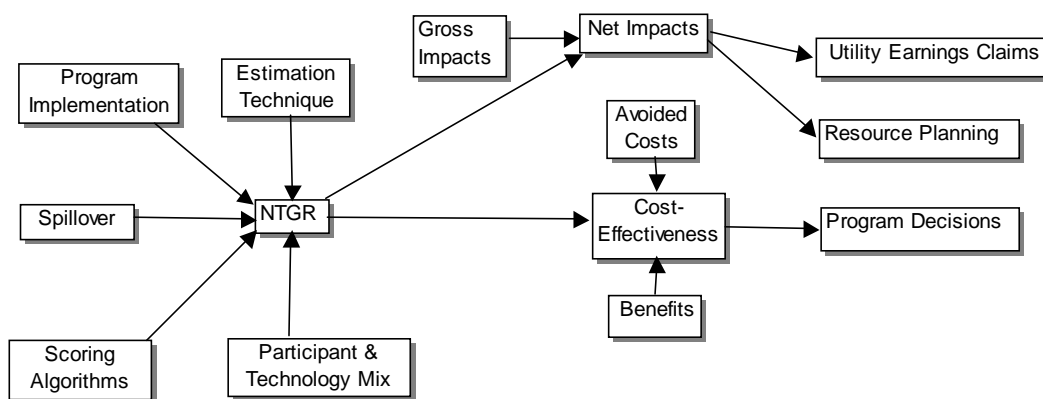 Gross
Impacts
Net Impacts
Utility Earnings Claims
Program
Implementation
Estimation
Technique
Avoided
Costs
Resource Planning
Spillover
NTGR
Cost-
Effectiveness
Program Decisions
Benefits
Scoring
Algorithms
Participant &
Technology Mix